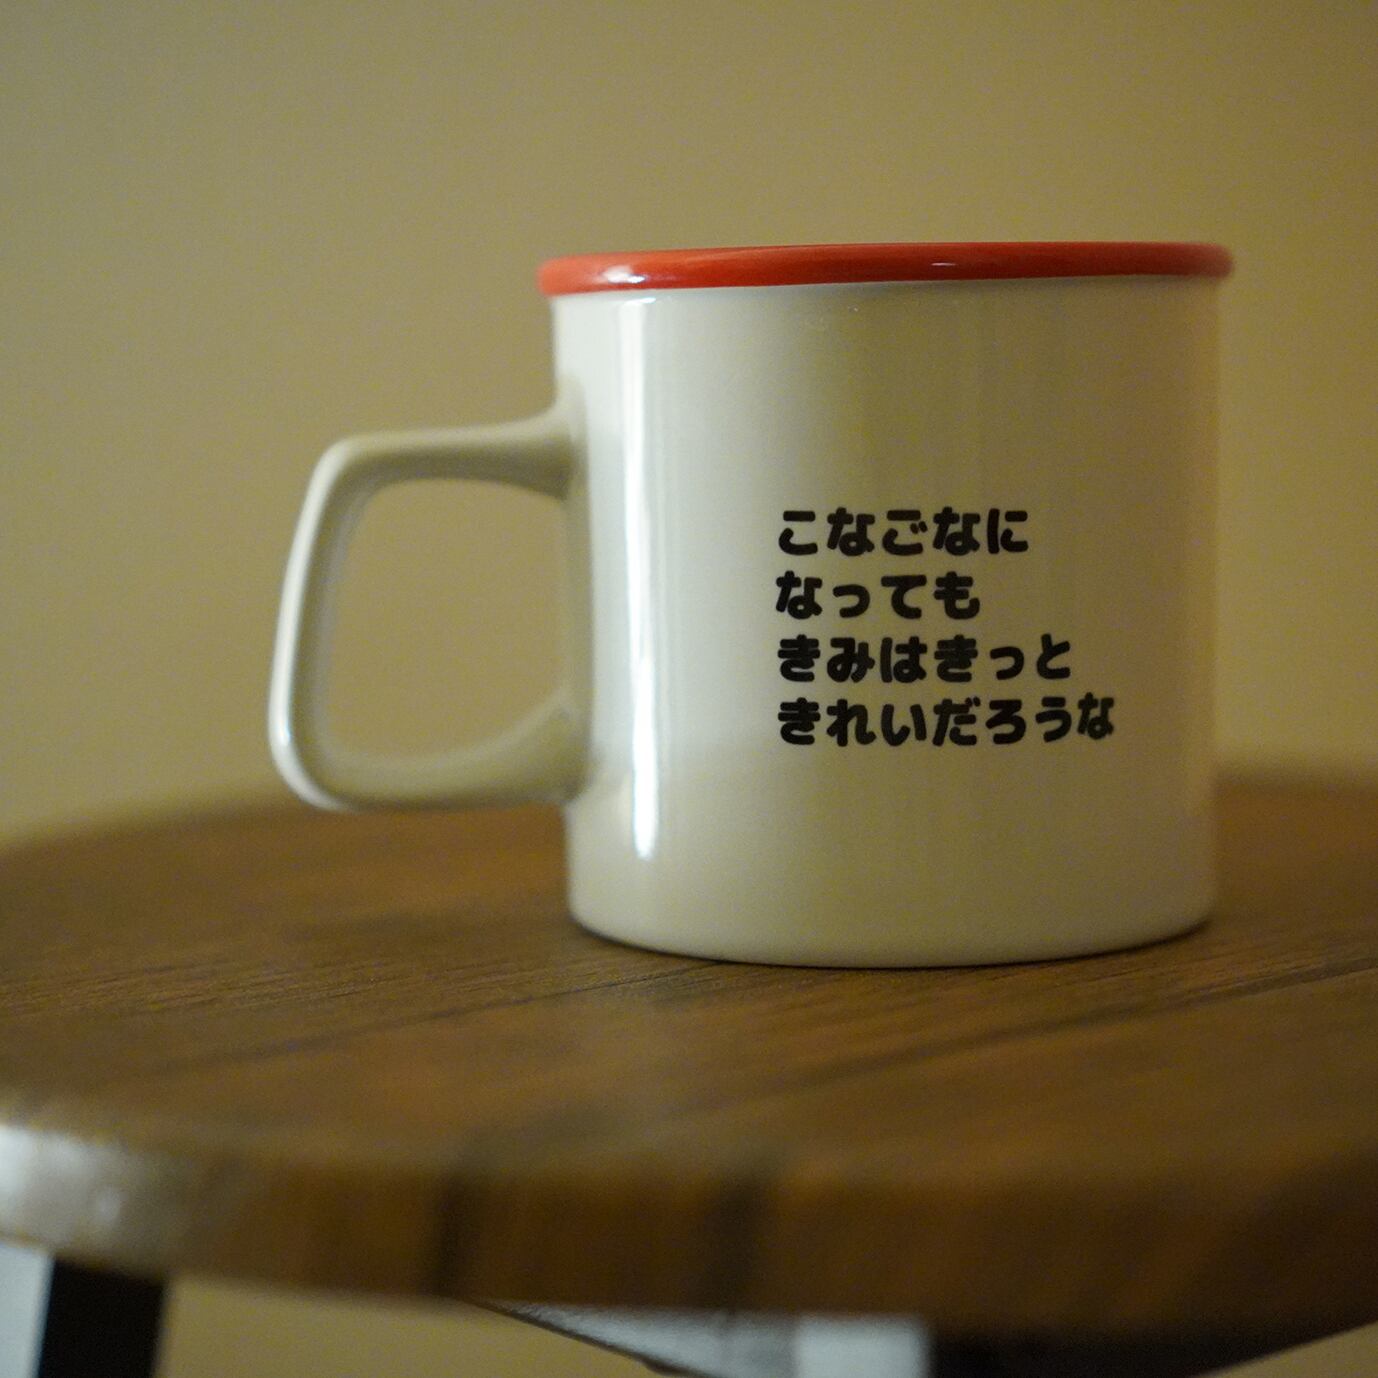 こなごなに
なっても
きみはきっと
きれいだろうな